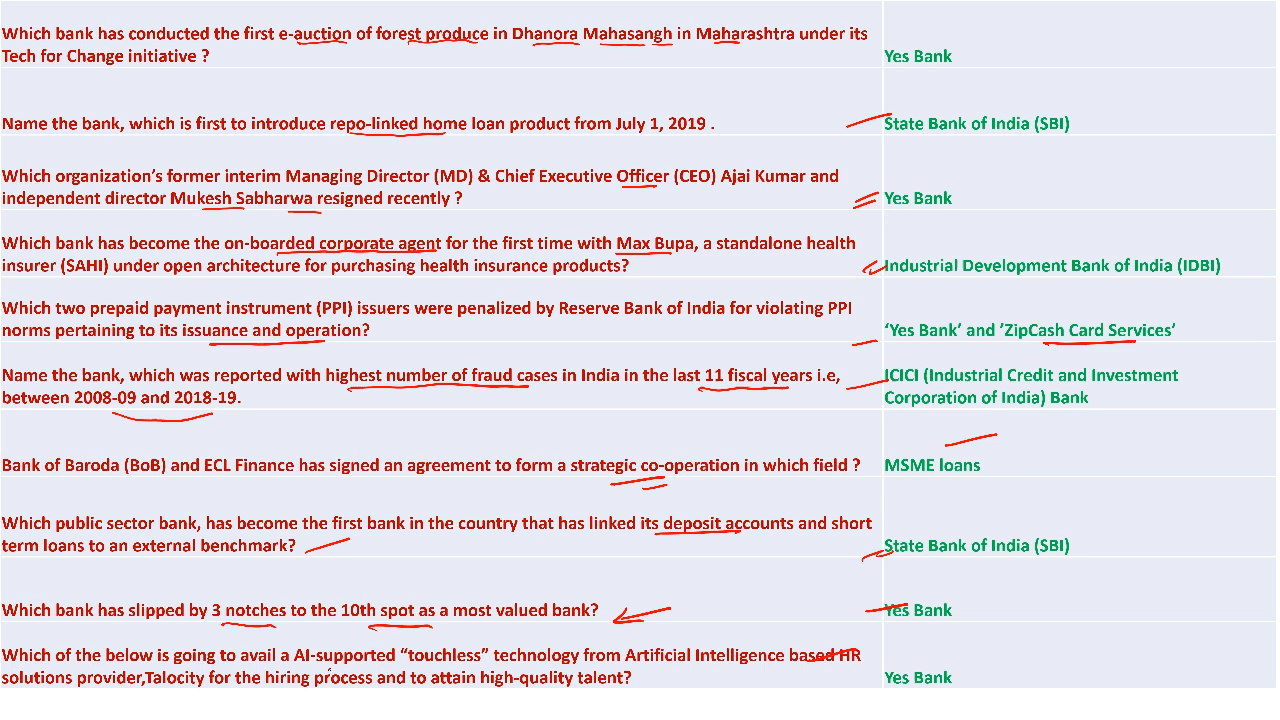 Which bank has conducted the first e-auction of forest produce in Dhanora Mahasangh in Maharashtra under its
Tech for Change initiative ?
Yes Bank
Name the bank, which is first to introduce repo-linked home loan product from July 1, 2019 .
State Bank of India (SBI)
Which organization's former interim Managing Director (MD) & Chief Executive Officer (CEO) Ajai Kumar and
independent director Mukesh Sabharwa resigned recently ?
Yes Bank
Which bank has become the on-boarded corporate agent for the first time with Max Bupa, a standalone health
insurer (SAHI) under open architecture for purchasing health insurance products?
Industrial Development Bank of India (IDBI)
Which two prepaid payment instrument (PPI) issuers were penalized by Reserve Bank of India for violating PPI
norms pertaining to its issuance and operation?
‘Yes Bank’ and ’ZipCash Card Services’
Name the bank, which was reported with highest number of fraud cases in India in the last 11 fiscal years i.e,
between 2008-09 and 2018-19.
ICICI (Industrial Credit and Investment
Corporation of India) Bank
Bank of Baroda (BoB) and ECL Finance has signed an agreement to form a strategic co-operation in which field ?
MSME loans
Which public sector bank, has become the first bank in the country that has linked its deposit accounts and short
term loans to an external benchmark?
State Bank of India (SBI)
Which bank has slipped by 3 notches to the 10th spot as a most valued bank?
Yes Bank
Which of the below is going to avail a AI-supported “touchless” technology from Artificial Intelligence based HR
solutions provider,Talocity for the hiring process and to attain high-quality talent?
Yes Bank